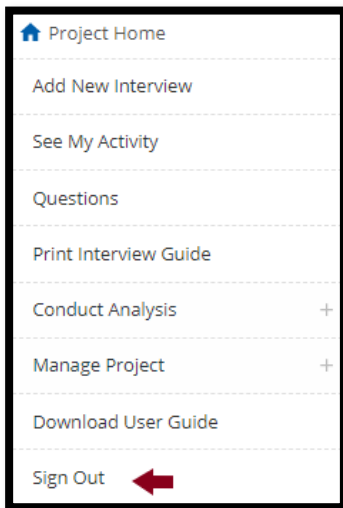 Project Home
Add New Interview
See My Activity
Questions
Print Interview Guide
Conduct Analysis +
Manage Project +
Download User Guide
Sign Out